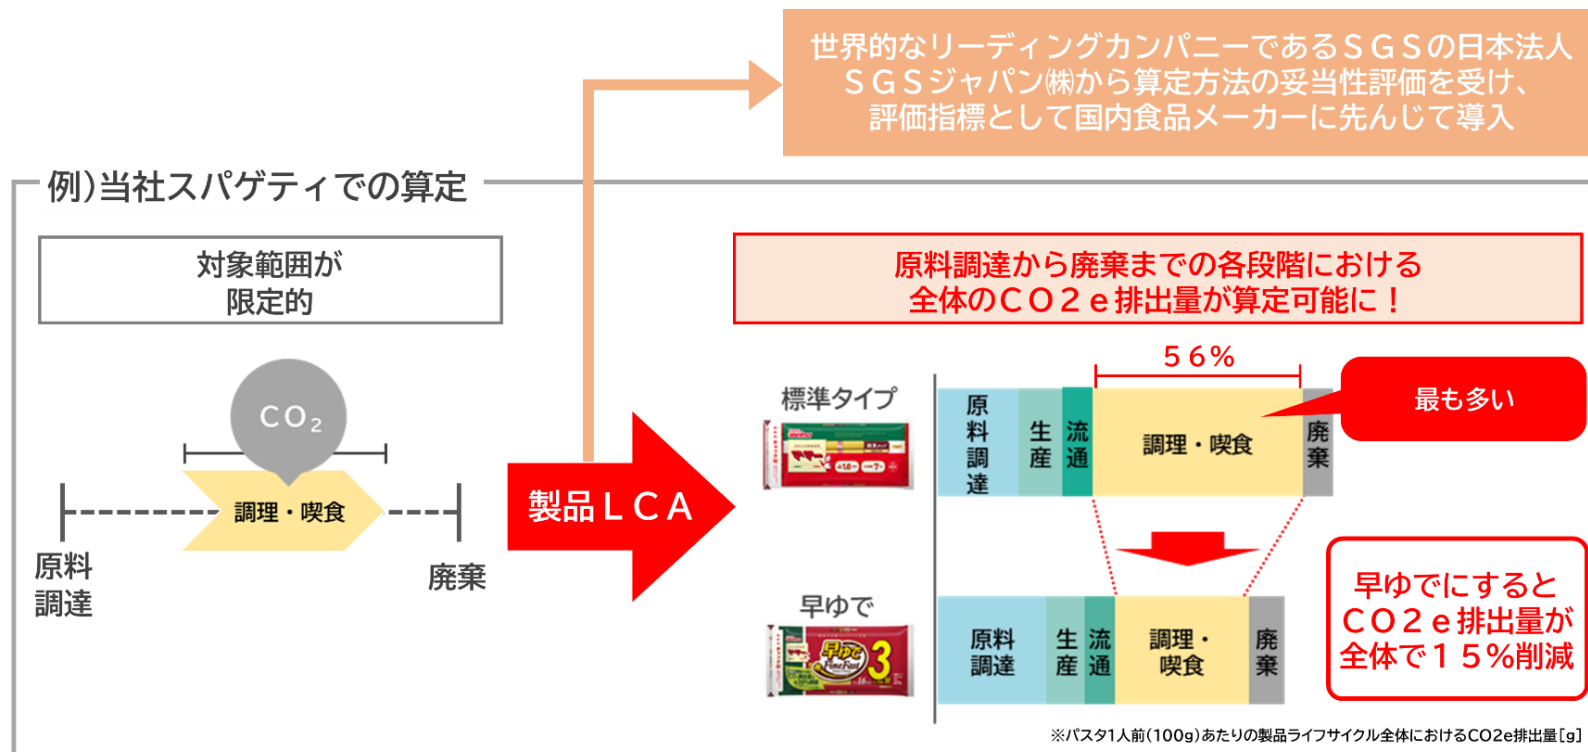 世界的なリーディングカンパニーであるSGSの日本法人
SGSジャパン㈱から算定方法の妥当性評価を受け、
評価指標として国内食品メーカーに先んじて導入
例)当社スパゲティでの算定
対象範囲が
限定的
CO₂
調理・喫食
原料
調達
廃棄
製品LCA
原料調達から廃棄までの各段階における
全体のCO2e排出量が算定可能に！
56%
標準タイプ
原料調達
生産
流通
調理・喫食
廃棄
最も多い
早ゆで
早ゆで
FineFast
3
原料
調達
生産
流通
調理・
喫食
廃棄
早ゆでにすると
CO2e排出量が
全体で15%削減
※パスタ1人前(100g)あたりの製品ライフサイクル全体におけるCO2e排出量[g]